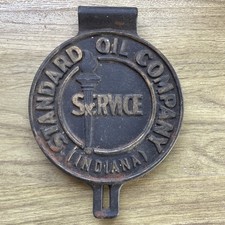 STANDARD OIL COMPANY
SERVICE
(INDIANA)